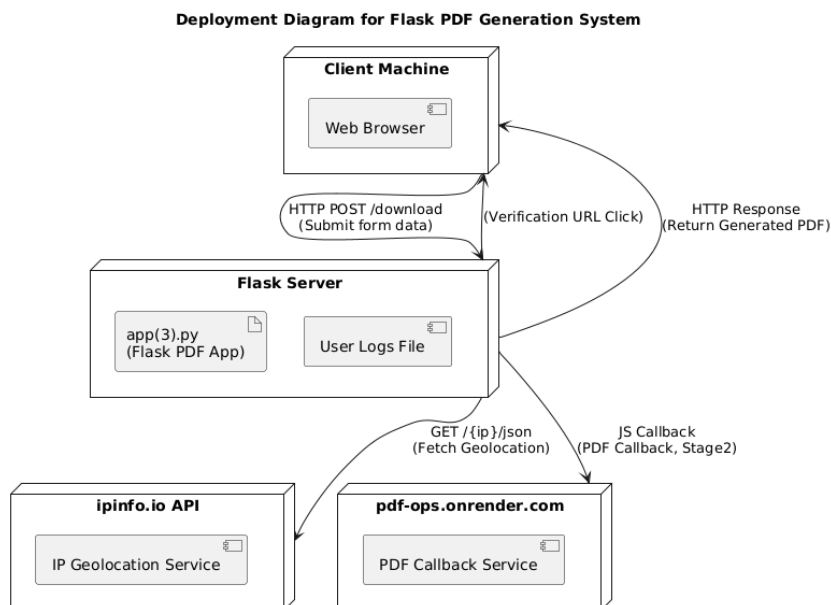 Deployment Diagram for Flask PDF Generation System
Client Machine
Web Browser
HTTP POST /download
(Submit form data)
(Verification URL Click)
HTTP Response
(Return Generated PDF)
Flask Server
app(3).py
(Flask PDF App)
User Logs File
GET /{ip}/json
(Fetch Geolocation)
JS Callback
(PDF Callback, Stage2)
ipinfo.io API
IP Geolocation Service
pdf-ops.onrender.com
PDF Callback Service